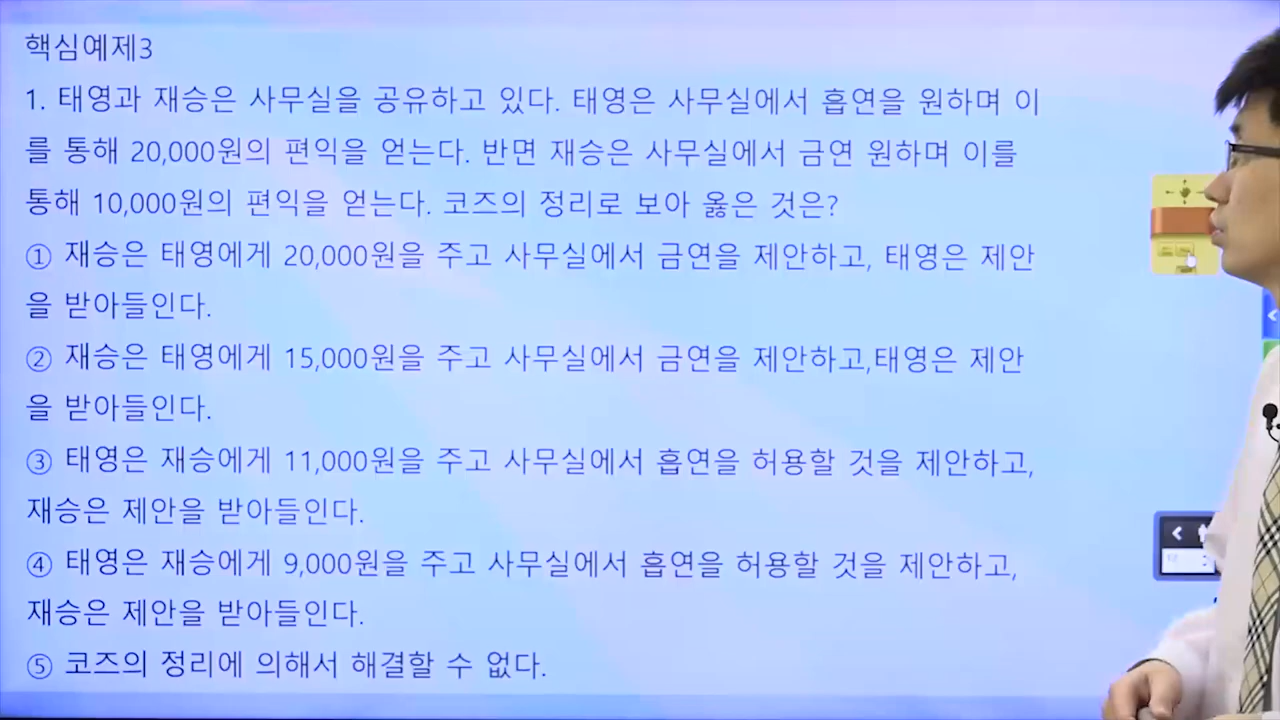 핵심예제3
1. 태영과 재승은 사무실을 공유하고 있다. 태영은 사무실에서 흡연을 원하며 이
를 통해 20,000원의 편익을 얻는다. 반면 재승은 사무실에서 금연 원하며 이를
통해 10,000원의 편익을 얻는다. 코즈의 정리로 보아 옳은 것은?
① 재승은 태영에게 20,000원을 주고 사무실에서 금연을 제안하고, 태영은 제안
을 받아들인다.
② 재승은 태영에게 15,000원을 주고 사무실에서 금연을 제안하고,태영은 제안
을 받아들인다.
③ 태영은 재승에게 11,000원을 주고 사무실에서 흡연을 허용할 것을 제안하고,
재승은 제안을 받아들인다.
④ 태영은 재승에게 9,000원을 주고 사무실에서 흡연을 허용할 것을 제안하고,
재승은 제안을 받아들인다.
⑤ 코즈의 정리에 의해서 해결할 수 없다.